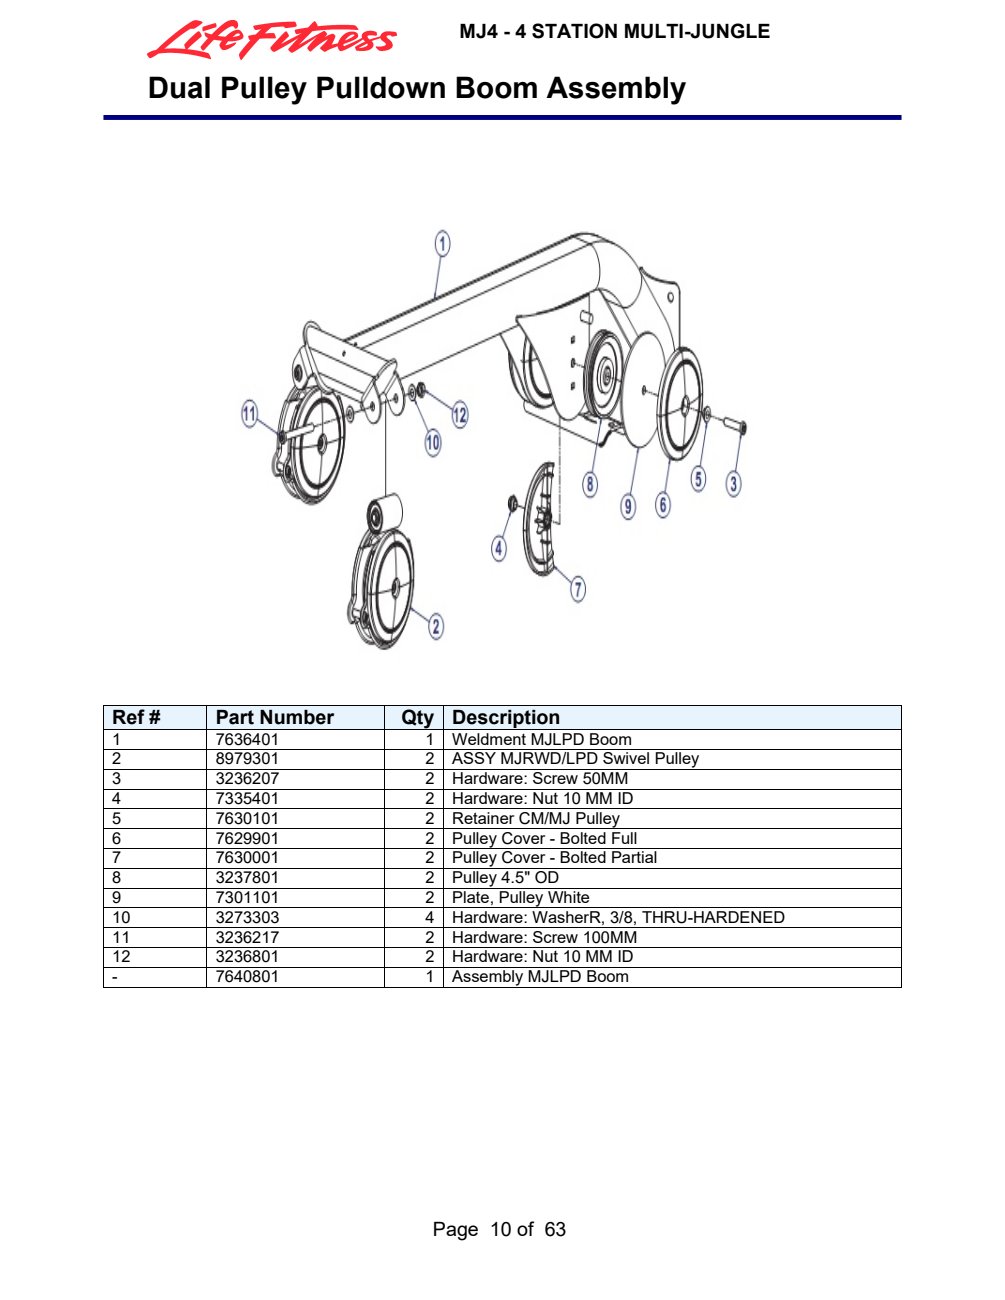 Life Fitness
MJ4 - 4 STATION MULTI-JUNGLE
Dual Pulley Pulldown Boom Assembly
1
11
12
10
8
9
6
5
3
4
7
2
Ref # Part Number Qty Description
1 7636401 1 Weldment MJLPD Boom
2 8979301 2 ASSY MJRWD/LPD Swivel Pulley
3 3236207 2 Hardware: Screw 50MM
4 7335401 2 Hardware: Nut 10 MM ID
5 7630101 2 Retainer CM/MJ Pulley
6 7629901 2 Pulley Cover - Bolted Full
7 7630001 2 Pulley Cover - Bolted Partial
8 3237801 2 Pulley 4.5" OD
9 7301101 2 Plate, Pulley White
10 3273303 4 Hardware: WasherR, 3/8, THRU-HARDENED
11 3236217 2 Hardware: Screw 100MM
12 3236801 2 Hardware: Nut 10 MM ID
- 7640801 1 Assembly MJLPD Boom
Page 10 of 63